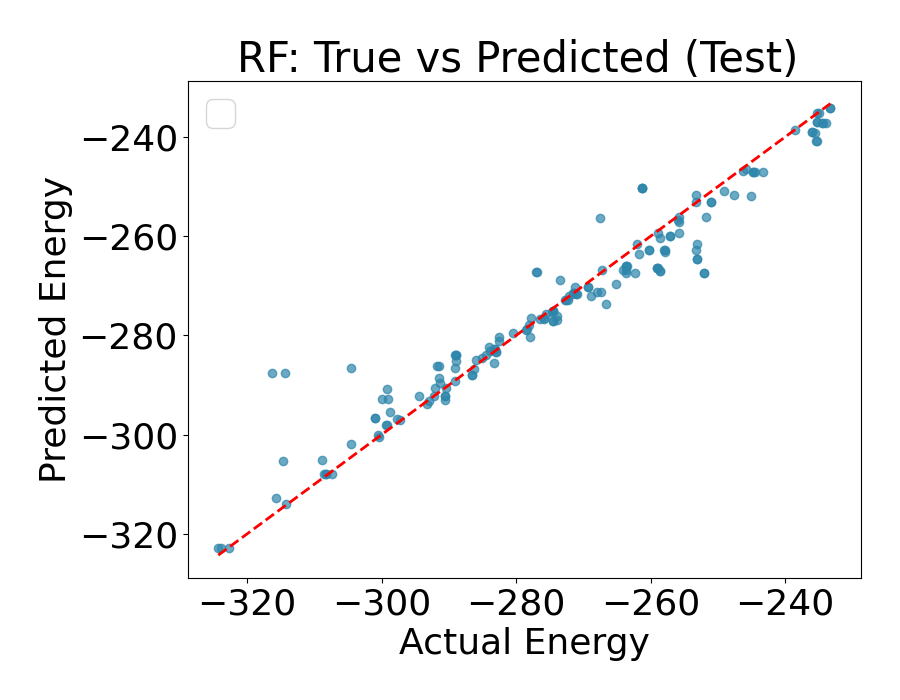 RF: True vs Predicted (Test)
−240
−260
−280
−300
−320
Predicted Energy
−320 −300 −280 −260 −240
Actual Energy